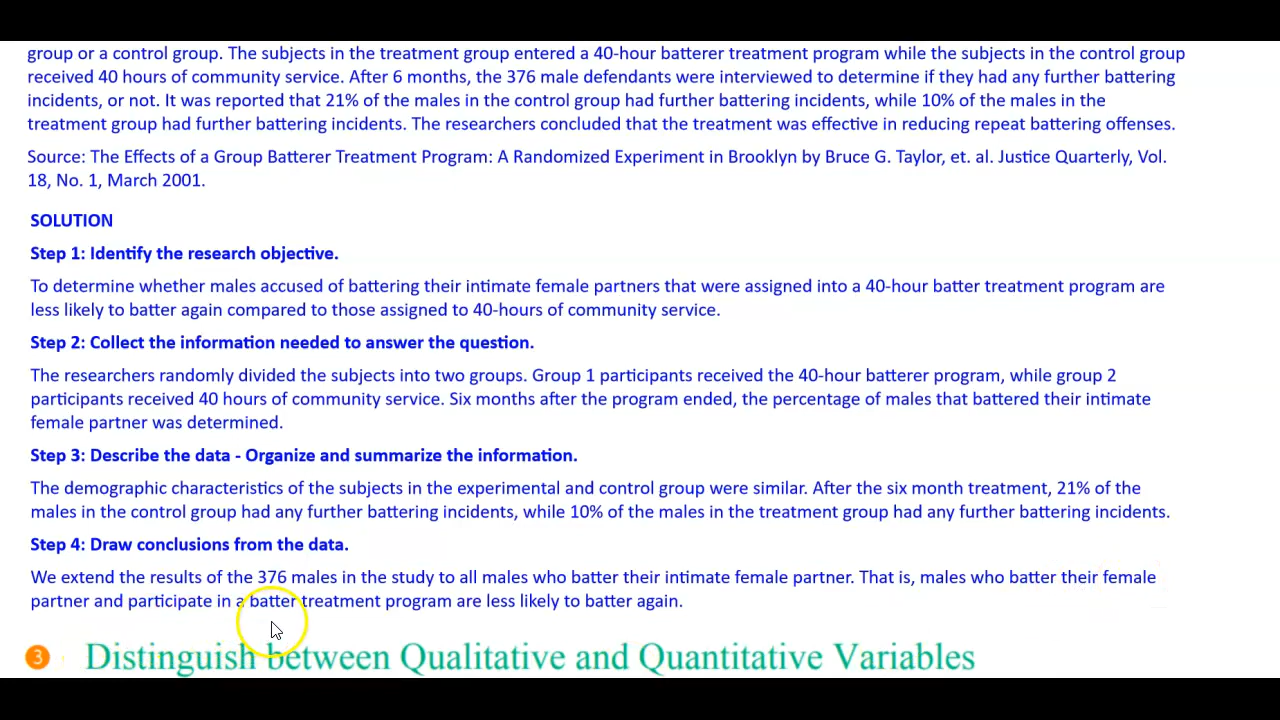 group or a control group. The subjects in the treatment group entered a 40-hour batterer treatment program while the subjects in the control group
received 40 hours of community service. After 6 months, the 376 male defendants were interviewed to determine if they had any further battering
incidents, or not. It was reported that 21% of the males in the control group had further battering incidents, while 10% of the males in the
treatment group had further battering incidents. The researchers concluded that the treatment was effective in reducing repeat battering offenses.
Source: The Effects of a Group Batterer Treatment Program: A Randomized Experiment in Brooklyn by Bruce G. Taylor, et. al. Justice Quarterly, Vol.
18, No. 1, March 2001.
SOLUTION
Step 1: Identify the research objective.
To determine whether males accused of battering their intimate female partners that were assigned into a 40-hour batter treatment program are
less likely to batter again compared to those assigned to 40-hours of community service.
Step 2: Collect the information needed to answer the question.
The researchers randomly divided the subjects into two groups. Group 1 participants received the 40-hour batterer program, while group 2
participants received 40 hours of community service. Six months after the program ended, the percentage of males that battered their intimate
female partner was determined.
Step 3: Describe the data - Organize and summarize the information.
The demographic characteristics of the subjects in the experimental and control group were similar. After the six month treatment, 21% of the
males in the control group had any further battering incidents, while 10% of the males in the treatment group had any further battering incidents.
Step 4: Draw conclusions from the data.
We extend the results of the 376 males in the study to all males who batter their intimate female partner. That is, males who batter their female
partner and participate in a batter treatment program are less likely to batter again.
3 Distinguish between Qualitative and Quantitative Variables